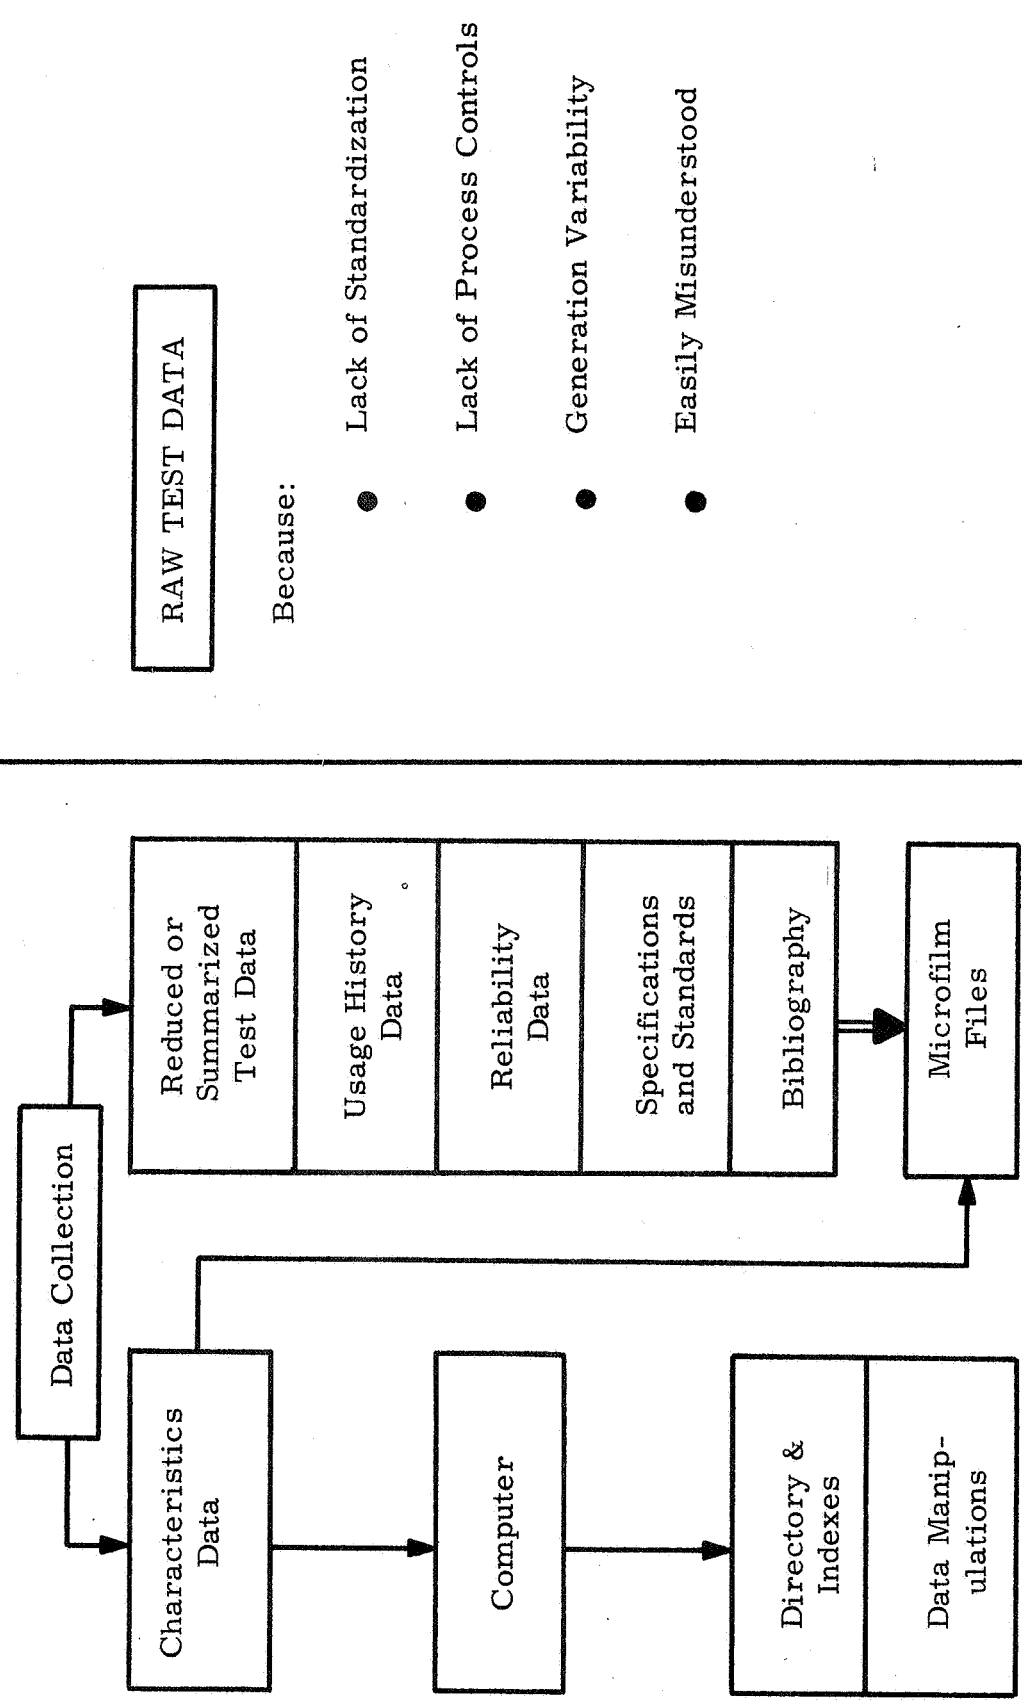 Data Collection
Characteristics
Data
Computer
Directory &
Indexes
Data Manip-
ulations
Reduced or
Summarized
Test Data
Usage History
Data
Reliability
Data
Specifications
and Standards
Bibliography
Microfilm
Files
RAW TEST DATA
Because:
● Lack of Standardization
● Lack of Process Controls
● Generation Variability
● Easily Misunderstood